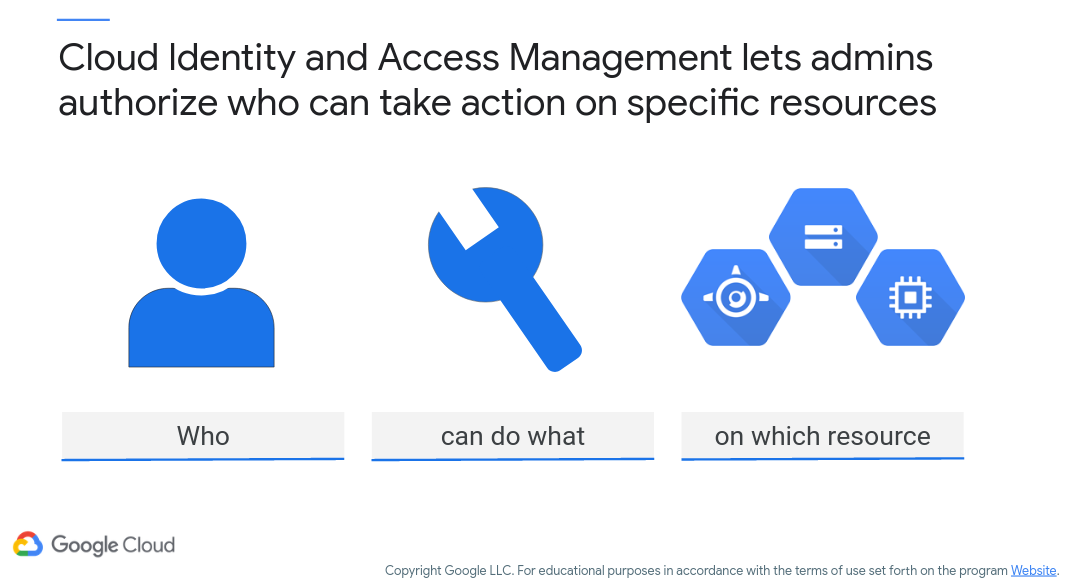 Cloud Identity and Access Management lets admins
authorize who can take action on specific resources
Who
can do what
on which resource
Google Cloud
Copyright Google LLC. For educational purposes in accordance with the terms of use set forth on the program Website.